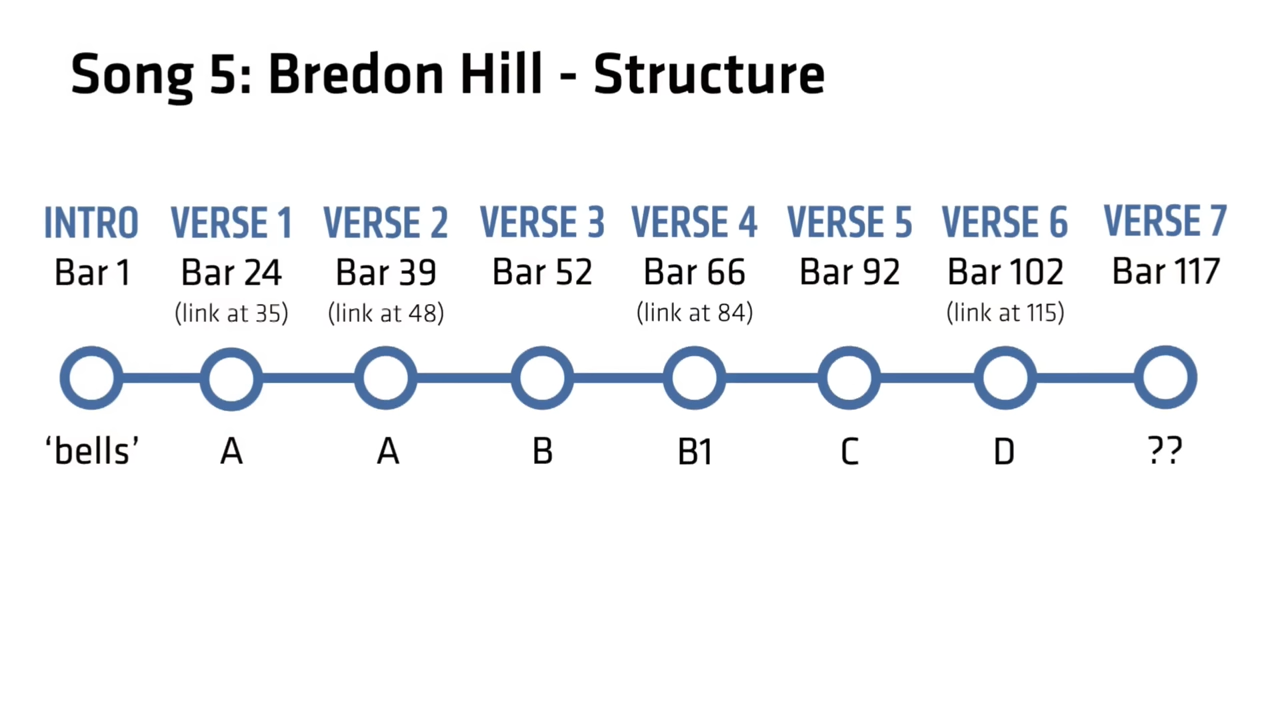 Song 5: Bredon Hill - Structure
INTRO VERSE 1 VERSE 2 VERSE 3 VERSE 4 VERSE 5 VERSE 6 VERSE 7
Bar 1 Bar 24 Bar 39 Bar 52 Bar 66 Bar 92 Bar 102 Bar 117
(link at 35) (link at 48) (link at 84) (link at 115)
‘bells’ A A B B1 C D ??